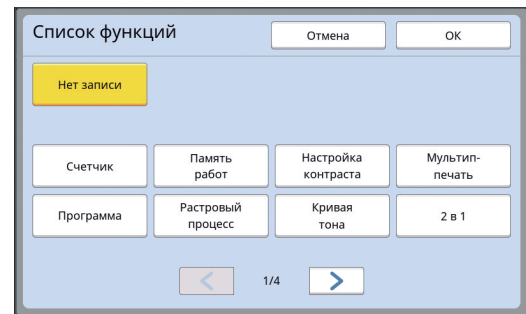 Список функций
Отмена
ОК
Нет записи
Счетчик
Память
работ
Настройка
контраста
Мультип-
печать
Программа
Растровый
процесс
Кривая
тона
2 в 1
1/4